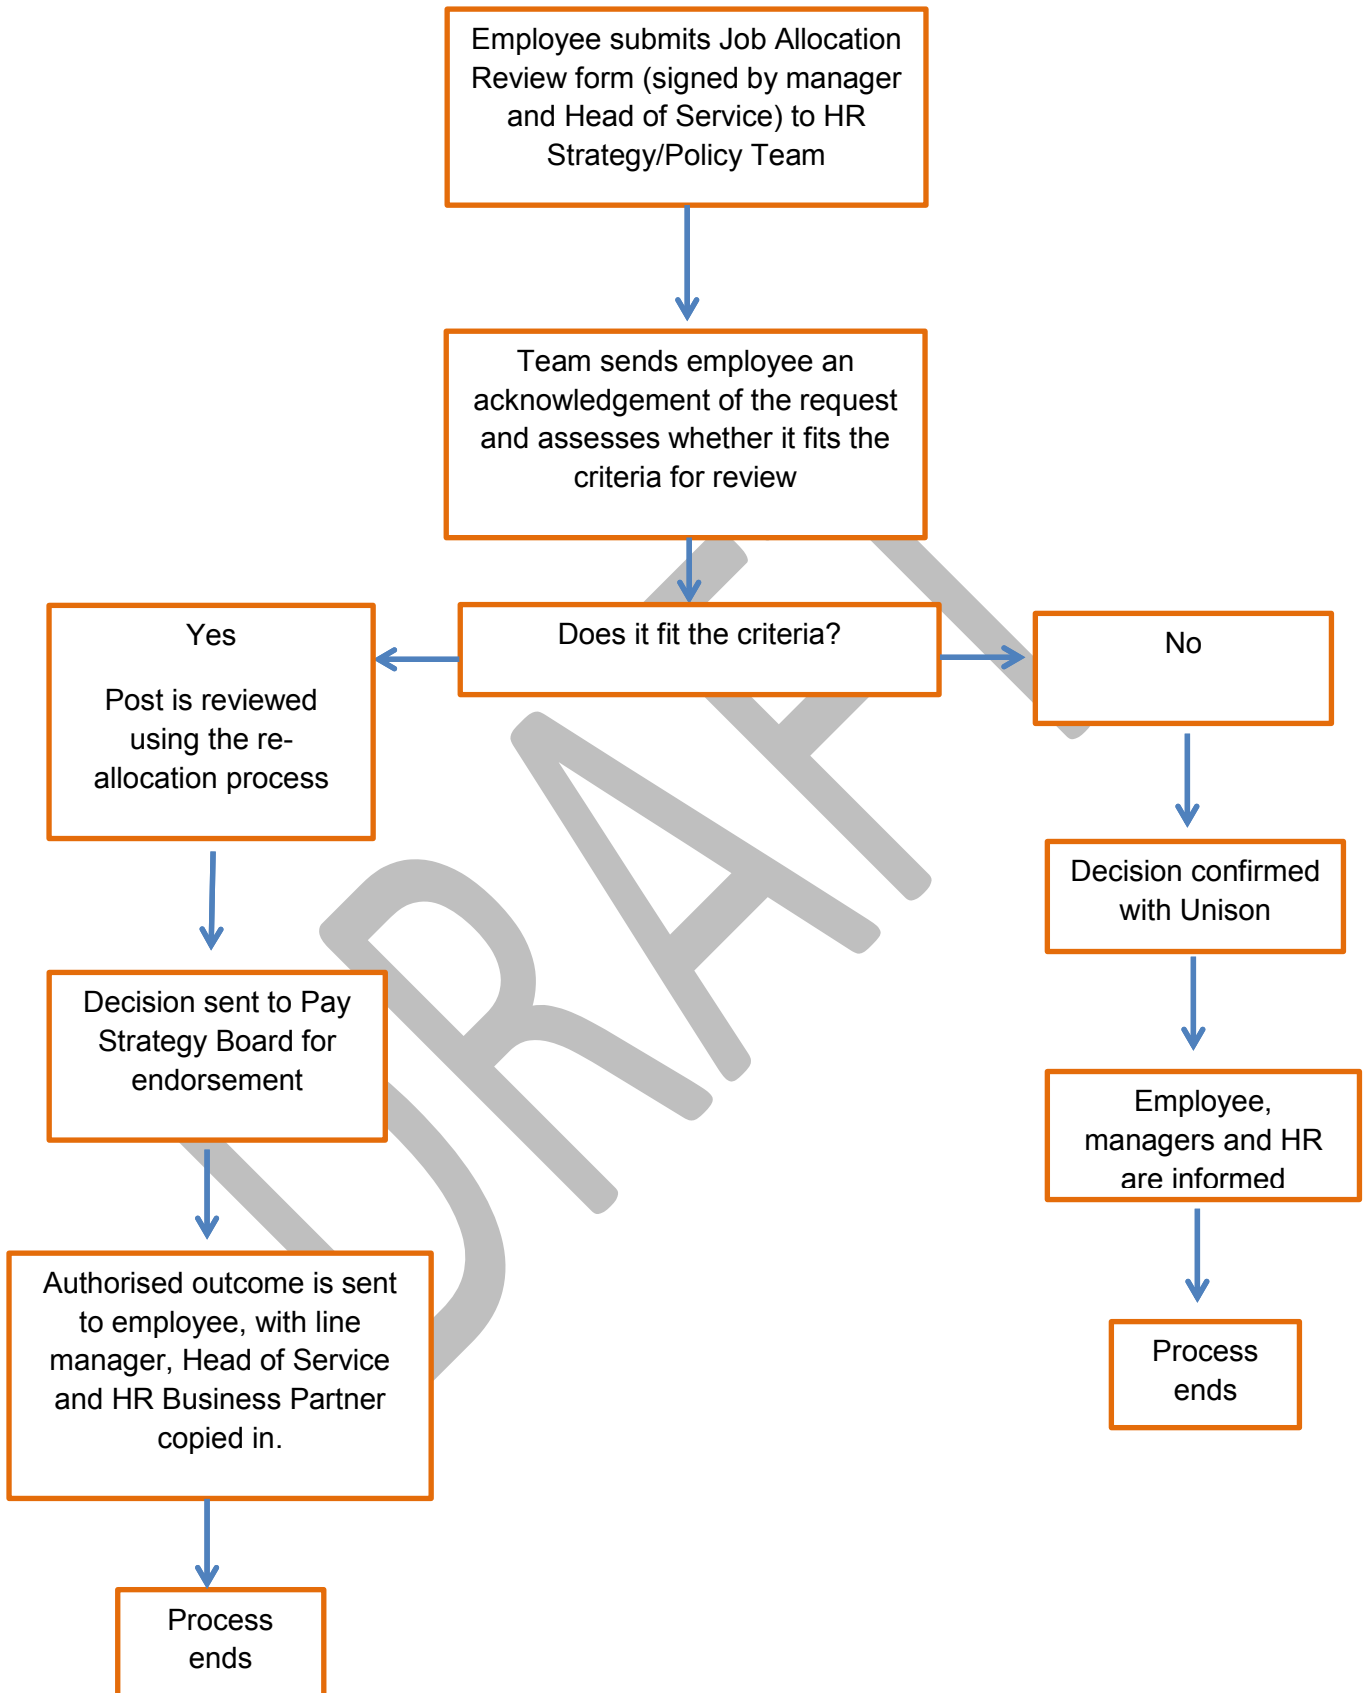 Employee submits Job Allocation
Review form (signed by manager
and Head of Service) to HR
Strategy/Policy Team
Team sends employee an
acknowledgement of the request
and assesses whether it fits the
criteria for review
Does it fit the criteria?
Yes
Post is reviewed
using the re-
allocation process
Decision sent to Pay
Strategy Board for
endorsement
Authorised outcome is sent
to employee, with line
manager, Head of Service
and HR Business Partner
copied in.
Process
ends
No
Decision confirmed
with Unison
Employee,
managers and HR
are informed
Process
ends
DRAFT